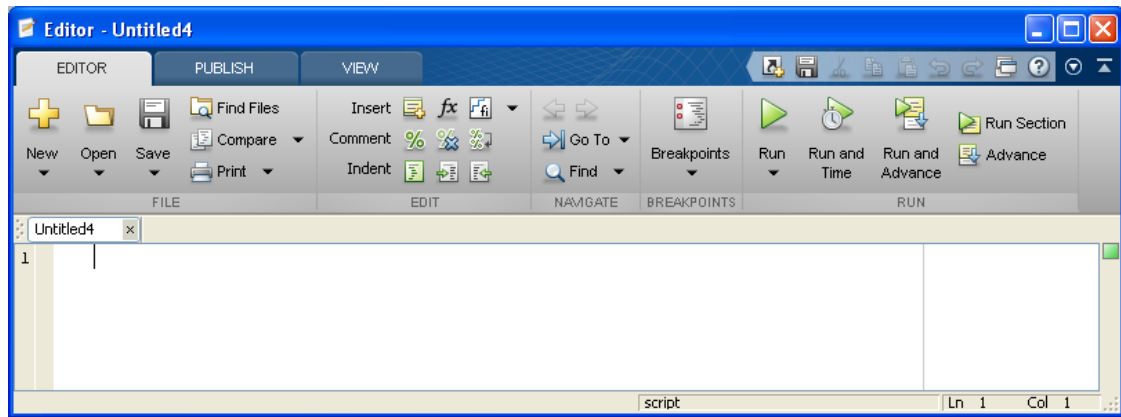 Editor - Untitled4
EDITOR PUBLISH VIEW
New Open Save
Find Files
Compare
Print
FILE
Insert fx fi
Comment % % %
Indent
EDIT
Go To
Find
NAVIGATE
Breakpoints
BREAKPOINTS
Run
Run and Time
Run and Advance
Run Section
Advance
RUN
Untitled4
1
script Ln 1 Col 1